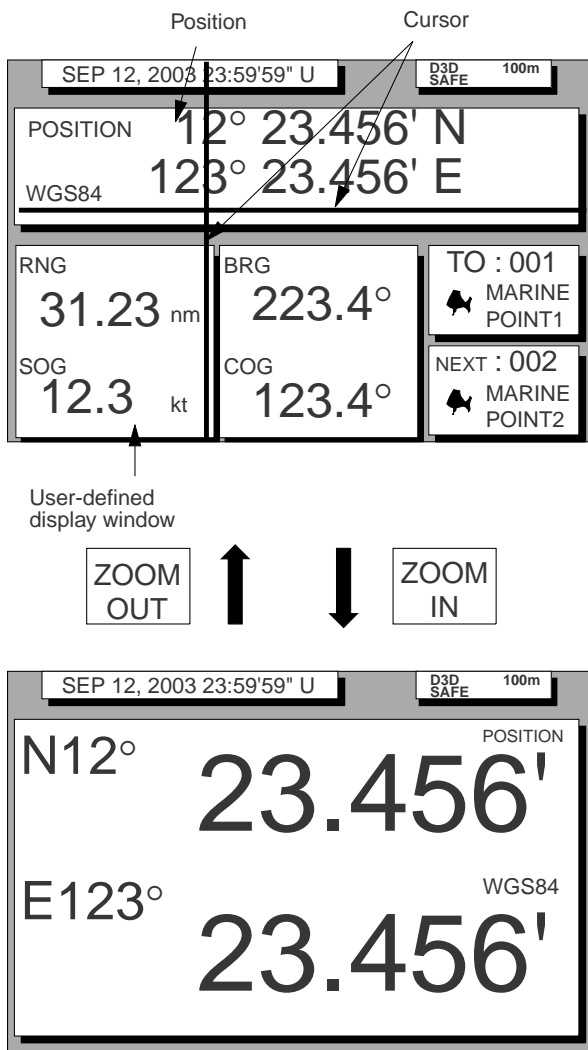 Position
Cursor
SEP 12, 2003 23:59'59" U
D3D 100m
SAFE
POSITION 12° 23.456' N
WGS84 123° 23.456' E
RNG
31.23 nm
SOG
12.3 kt
BRG
223.4°
COG
123.4°
TO : 001
MARINE
POINT1
NEXT : 002
MARINE
POINT2
User-defined
display window
ZOOM
OUT
ZOOM
IN
SEP 12, 2003 23:59'59" U
D3D 100m
SAFE
POSITION
N12° 23.456'
WGS84
E123° 23.456'